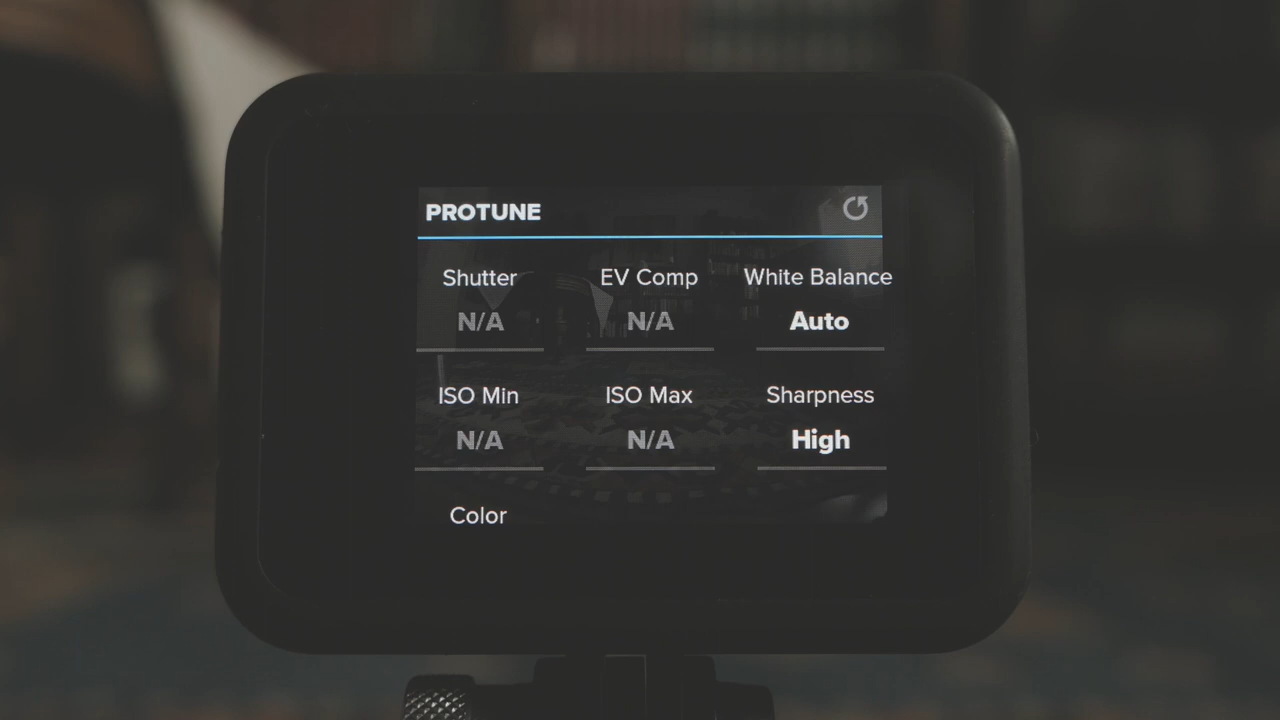 PROTUNE
Shutter EV Comp White Balance
N/A N/A Auto
ISO Min ISO Max Sharpness
N/A N/A High
Color